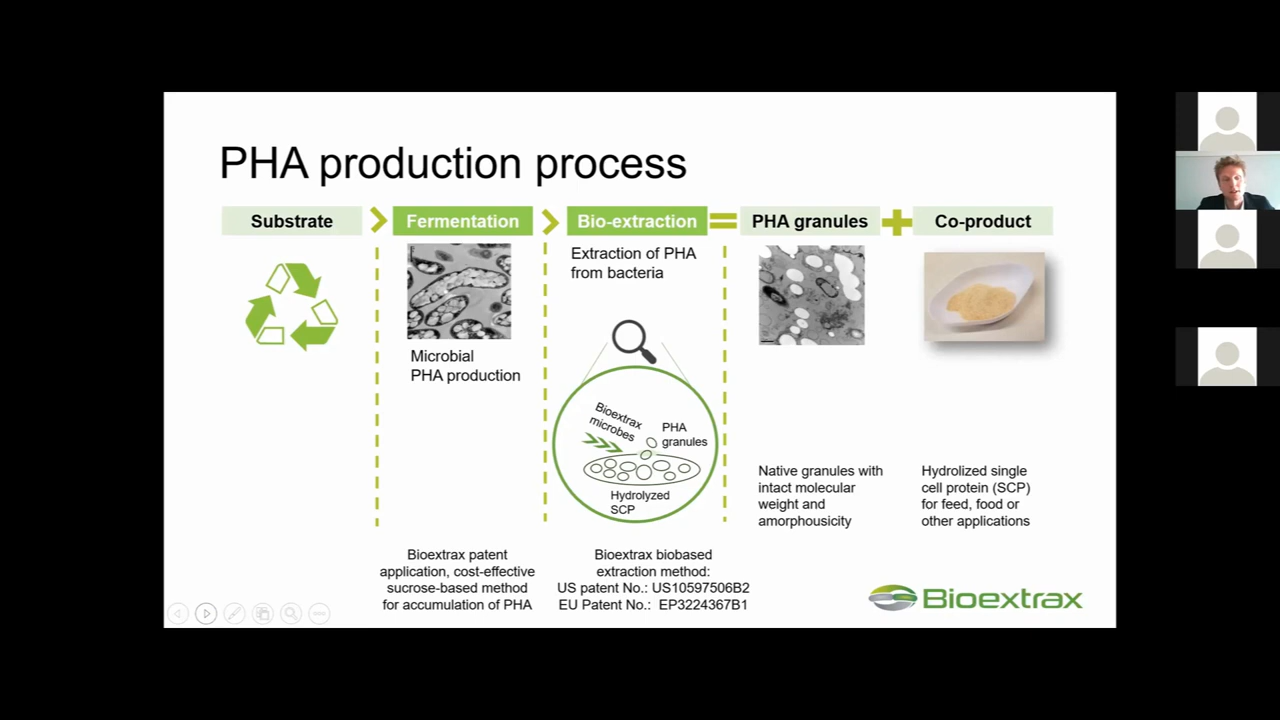 PHA production process
Substrate
Fermentation
Bio-extraction
PHA granules
Co-product
Microbial
PHA production
Bioextrax patent
application, cost-effective
sucrose-based method
for accumulation of PHA
Extraction of PHA
from bacteria
Bioextrax
microbes
PHA
granules
Hydrolyzed
SCP
Bioextrax biobased
extraction method:
US patent No.: US10597506B2
EU Patent No.: EP3224367B1
Native granules with
intact molecular
weight and
amorphousicity
Hydrolized single
cell protein (SCP)
for feed, food or
other applications
Bioextrax